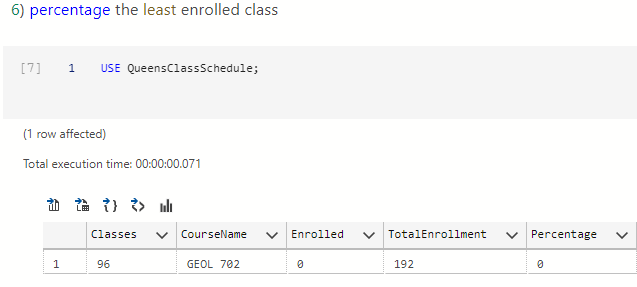 6) percentage the least enrolled class
[7] 1 USE QueensClassSchedule;
(1 row affected)
Total execution time: 00:00:00.071
Classes CourseName Enrolled TotalEnrollment Percentage
1 96 GEOL 702 0 192 0